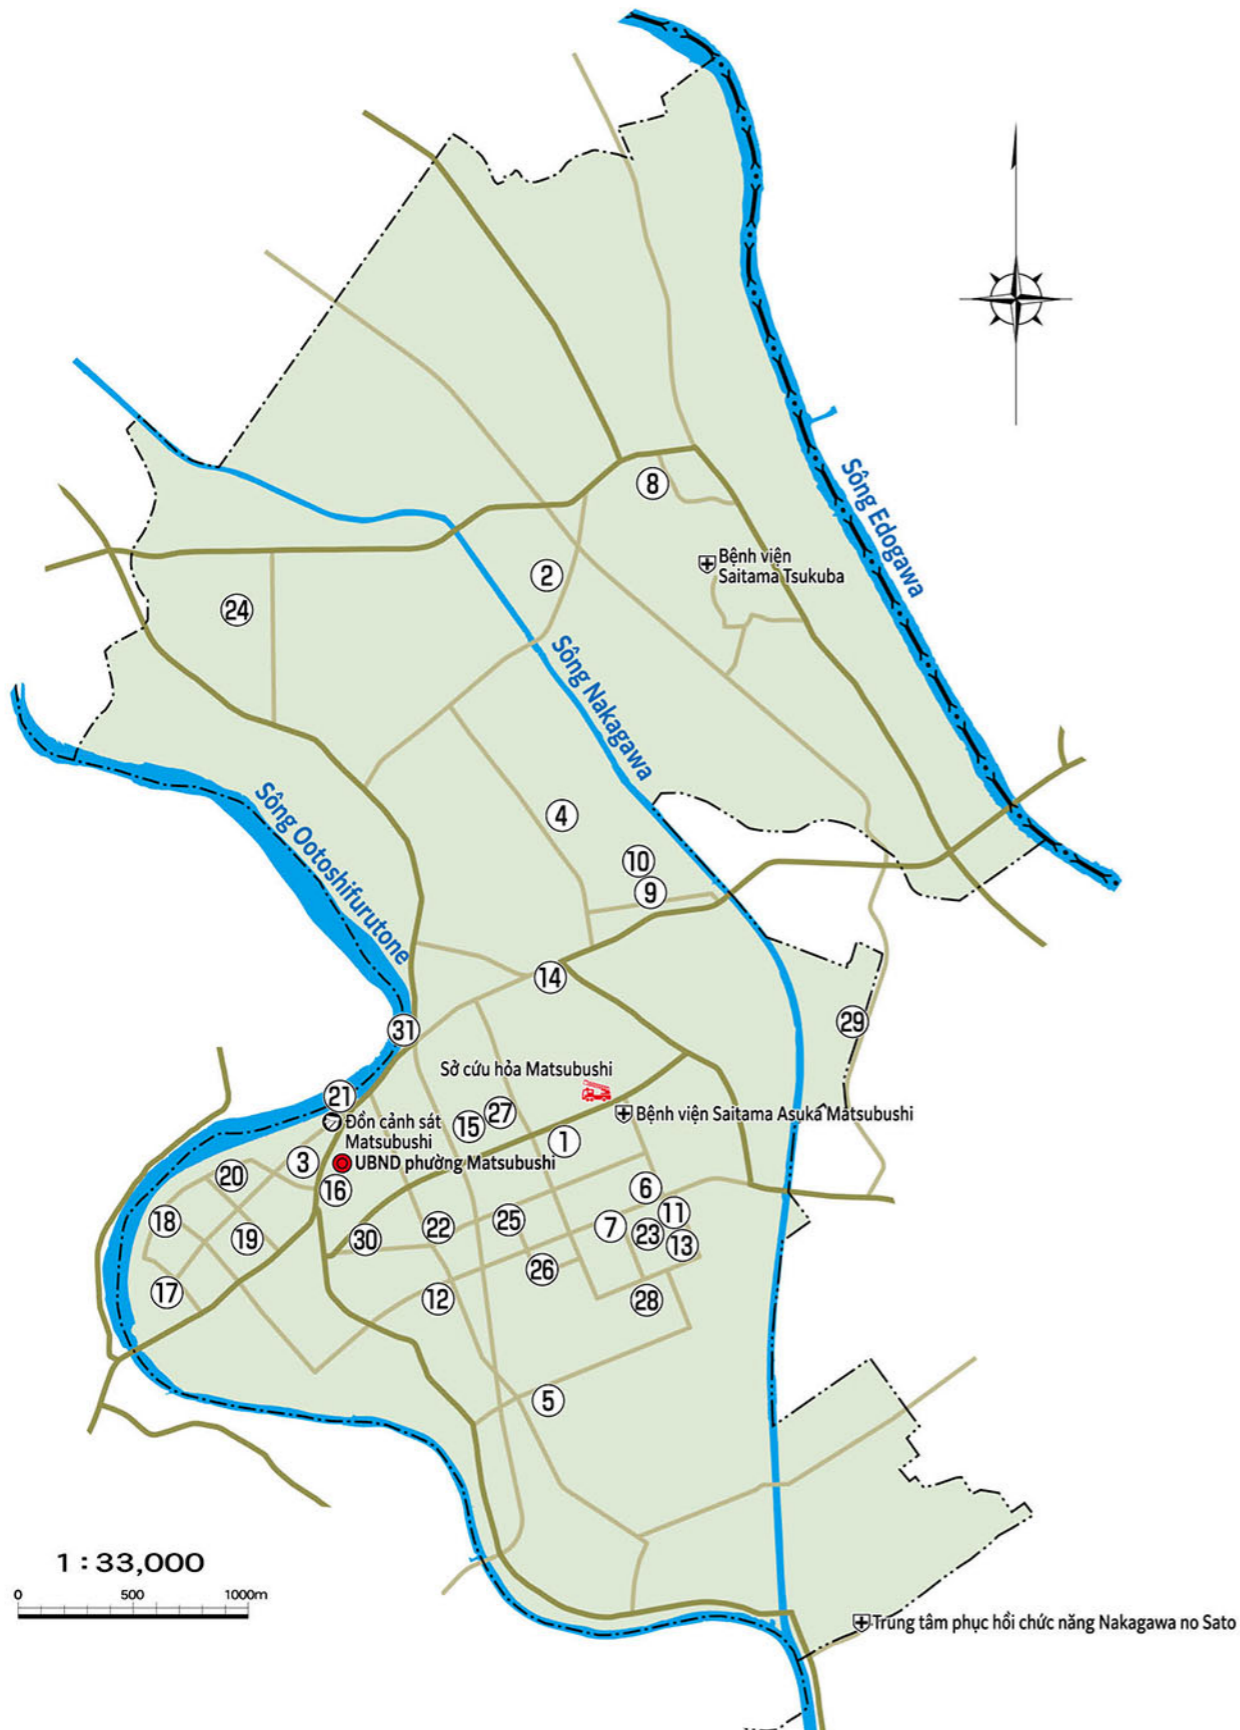 8
Bệnh viện
Saitama Tsukuba
Sông Edogawa
2
24
Sông Nakagawa
4
Sông Ootoshifurutone
10
9
14
29
31
Sở cứu hỏa Matsubushi
21
27
Bệnh viện Saitama Asuka Matsubushi
15
Đồn cảnh sát
Matsubushi
1
3
UBND phường Matsubushi
20
16
6
18
11
25
22
7
23
19
30
13
26
17
12
28
5
1 : 33,000
0 500 1000m
Trung tâm phục hồi chức năng Nakagawa no Sato